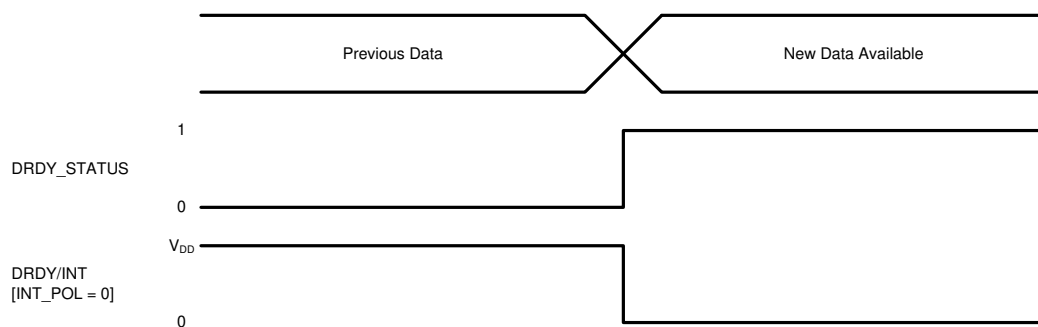 Previous Data
New Data Available
1
DRDY_STATUS
0
VDD
DRDY/INT
[INT_POL = 0]
0